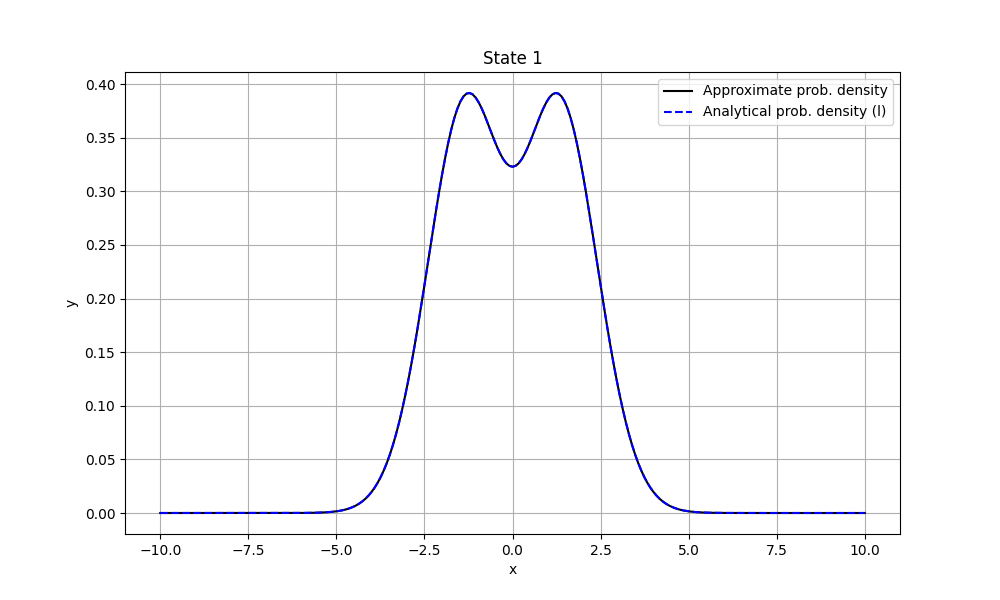 State 1
Approximate prob. density
Analytical prob. density (l)
0.40
0.35
0.30
0.25
0.20
0.15
0.10
0.05
0.00
y
−10.0 −7.5 −5.0 −2.5 0.0 2.5 5.0 7.5 10.0
x